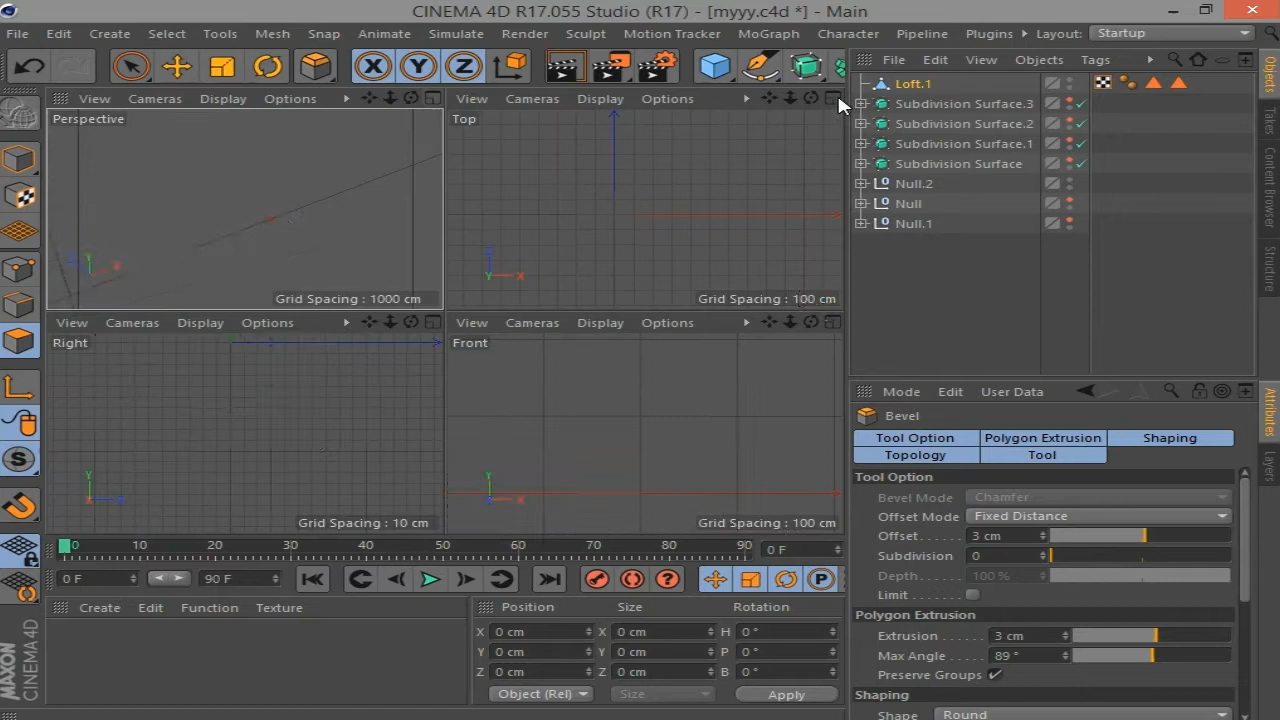 CINEMA 4D R17.055 Studio (R17) - [myyy.c4d *] - Main
File Edit Create Select Tools Mesh Snap Animate Simulate Render Sculpt Motion Tracker MoGraph Character Pipeline Plugins Layout: Startup
X Y Z
File Edit View Objects Tags
View Cameras Display Options
View Cameras Display Options
Perspective
Top
Loft.1
Subdivision Surface.3
Subdivision Surface.2
Subdivision Surface.1
Subdivision Surface
Null.2
Null
Null.1
Y
X
Z
Y X
Grid Spacing : 1000 cm
Grid Spacing : 100 cm
View Cameras Display Options
View Cameras Display Options
Right
Front
Y
X Z
Y
Z X
Grid Spacing : 10 cm
Grid Spacing : 100 cm
Objects
Takes
Content Browser
Structure
Attributes
Layers
Mode Edit User Data
Bevel
Tool Option Polygon Extrusion Shaping
Topology Tool
Tool Option
Bevel Mode Chamfer
Offset Mode Fixed Distance
Offset 3 cm
Subdivision 0
Depth 100 %
Limit
Polygon Extrusion
Extrusion 3 cm
Max Angle 89 °
Preserve Groups
Shaping
Shape Round
0 10 20 30 40 50 60 70 80 90 0 F
0 F 90 F
P
Create Edit Function Texture
Position Size Rotation
X 0 cm X 0 cm H 0 °
Y 0 cm Y 0 cm P 0 °
Z 0 cm Z 0 cm B 0 °
Object (Rel) Size Apply
MAXON
CINEMA 4D
S